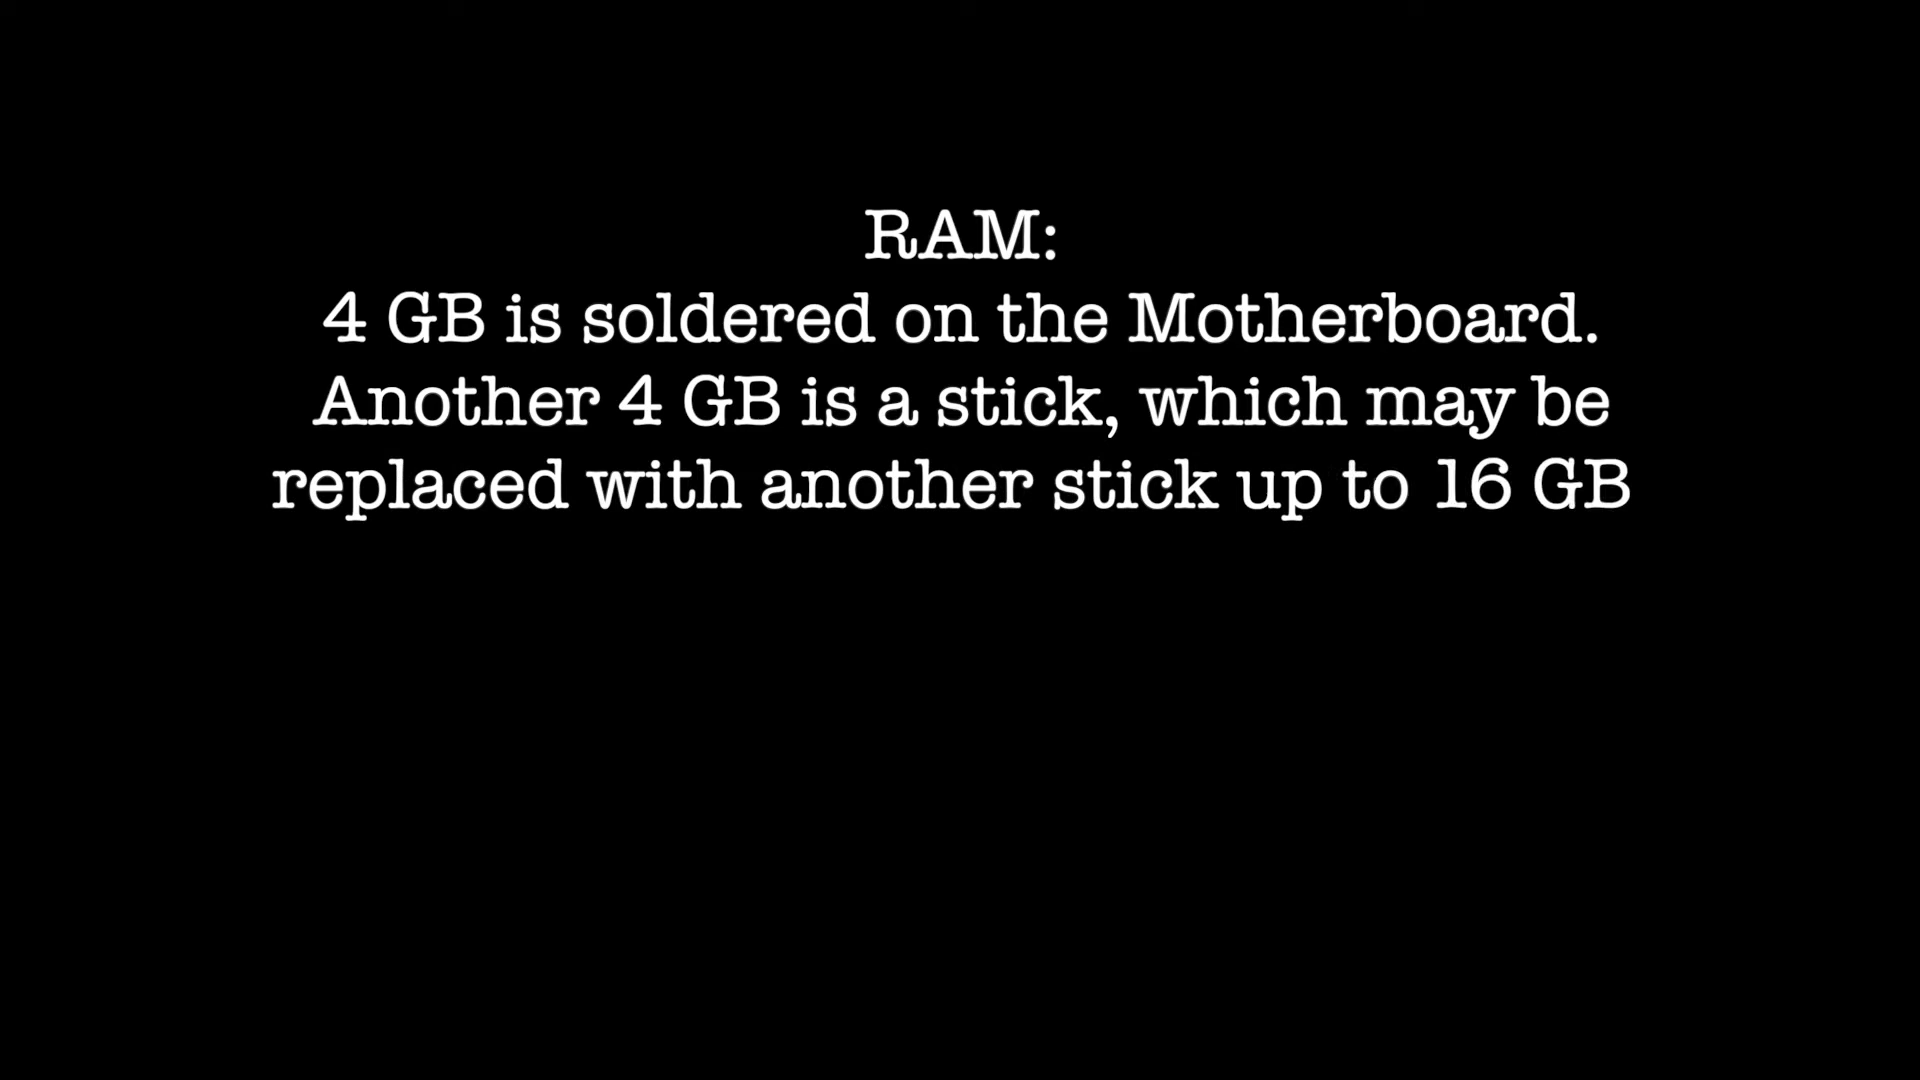 RAM:
4 GB is soldered on the Motherboard.
Another 4 GB is a stick, which may be
replaced with another stick up to 16 GB